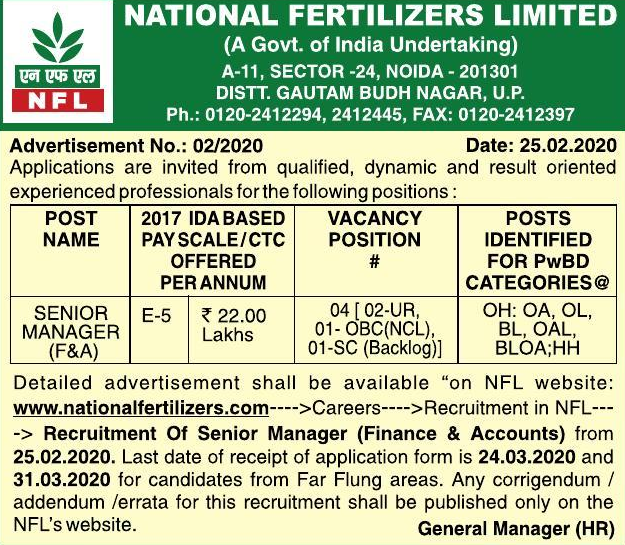 NATIONAL FERTILIZERS LIMITED
(A Govt. of India Undertaking)
A-11, SECTOR -24, NOIDA - 201301
DISTT. GAUTAM BUDH NAGAR, U.P.
Ph.: 0120-2412294, 2412445, FAX: 0120-2412397
एन एफ एल
NFL
Advertisement No.: 02/2020 Date: 25.02.2020
Applications are invited from qualified, dynamic and result oriented
experienced professionals for the following positions :
POST
NAME
2017 IDA BASED
PAY SCALE/CTC
OFFERED
PER ANNUM
VACANCY
POSITION
#
POSTS
IDENTIFIED
FOR PwBD
CATEGORIES@
SENIOR
MANAGER
(F&A)
E-5
₹ 22.00
Lakhs
04 [ 02-UR,
01- OBC(NCL),
01-SC (Backlog)]
OH: OA, OL,
BL, OAL,
BLOA;HH
Detailed advertisement shall be available “on NFL website:
www.nationalfertilizers.com---->Careers---->Recruitment in NFL---
-> Recruitment Of Senior Manager (Finance & Accounts) from
25.02.2020. Last date of receipt of application form is 24.03.2020 and
31.03.2020 for candidates from Far Flung areas. Any corrigendum /
addendum /errata for this recruitment shall be published only on the
NFL's website.
General Manager (HR)